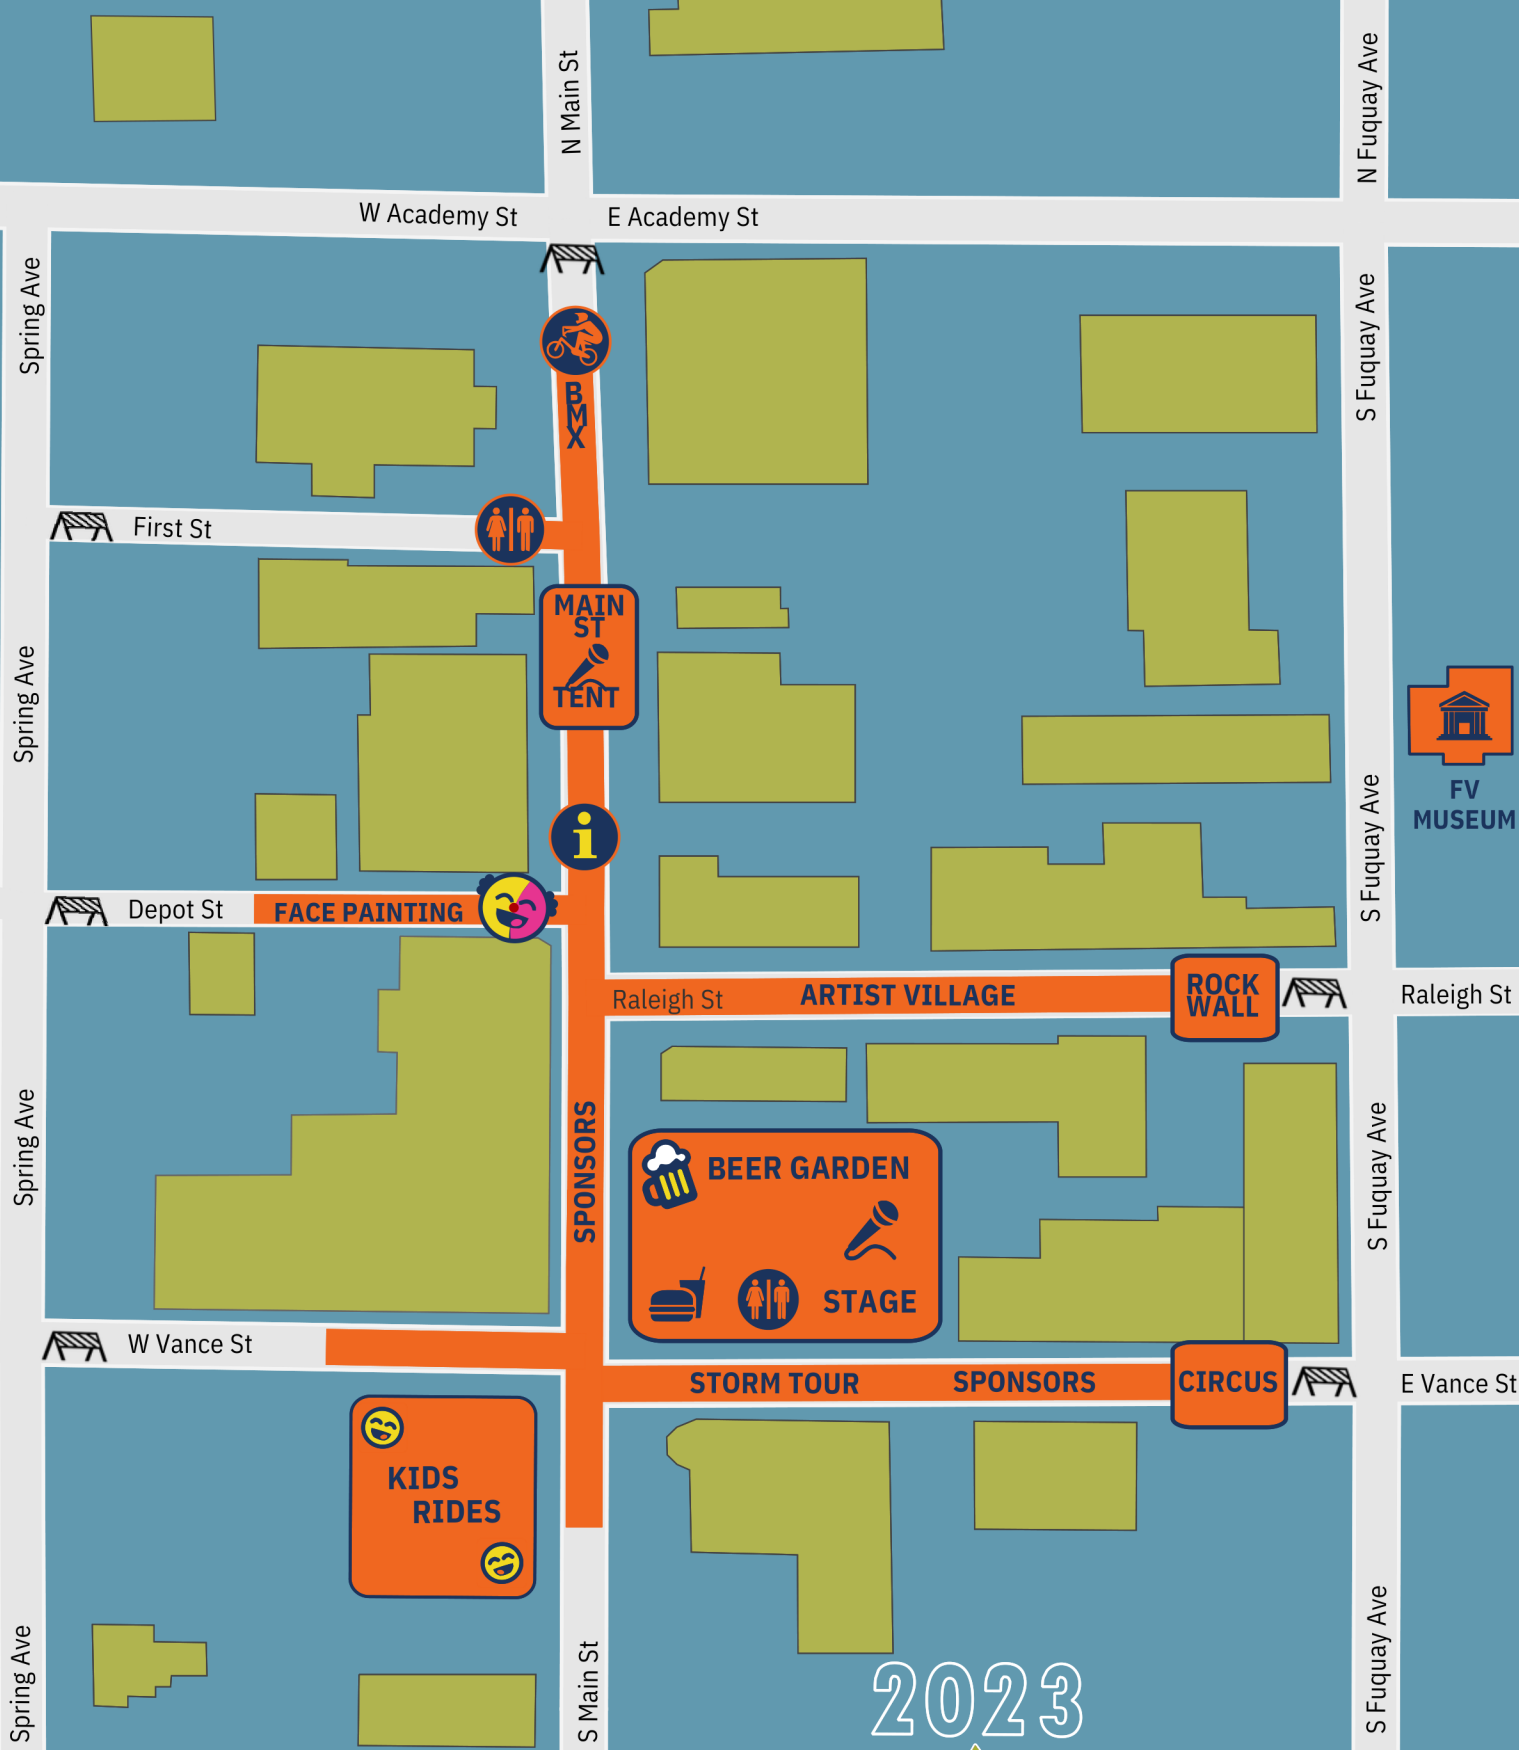 N Main St
N Fuquay Ave
W Academy St
E Academy St
Spring Ave
S Fuquay Ave
B
M
X
First St
MAIN
ST
TENT
Spring Ave
FV
MUSEUM
S Fuquay Ave
i
Depot St
FACE PAINTING
Raleigh St
ARTIST VILLAGE
ROCK
WALL
Raleigh St
Spring Ave
SPONSORS
BEER GARDEN
STAGE
S Fuquay Ave
W Vance St
STORM TOUR
SPONSORS
CIRCUS
E Vance St
KIDS
RIDES
Spring Ave
S Main St
S Fuquay Ave
2023